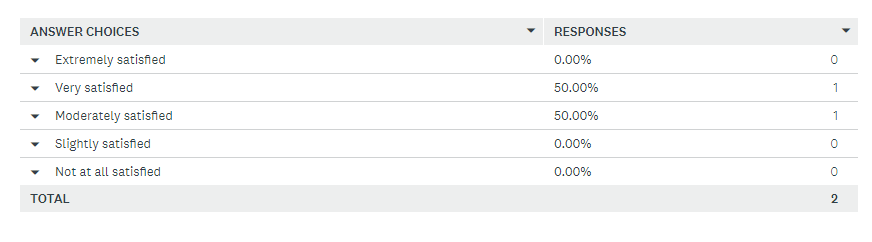 ANSWER CHOICES RESPONSES
Extremely satisfied 0.00% 0
Very satisfied 50.00% 1
Moderately satisfied 50.00% 1
Slightly satisfied 0.00% 0
Not at all satisfied 0.00% 0
TOTAL 2